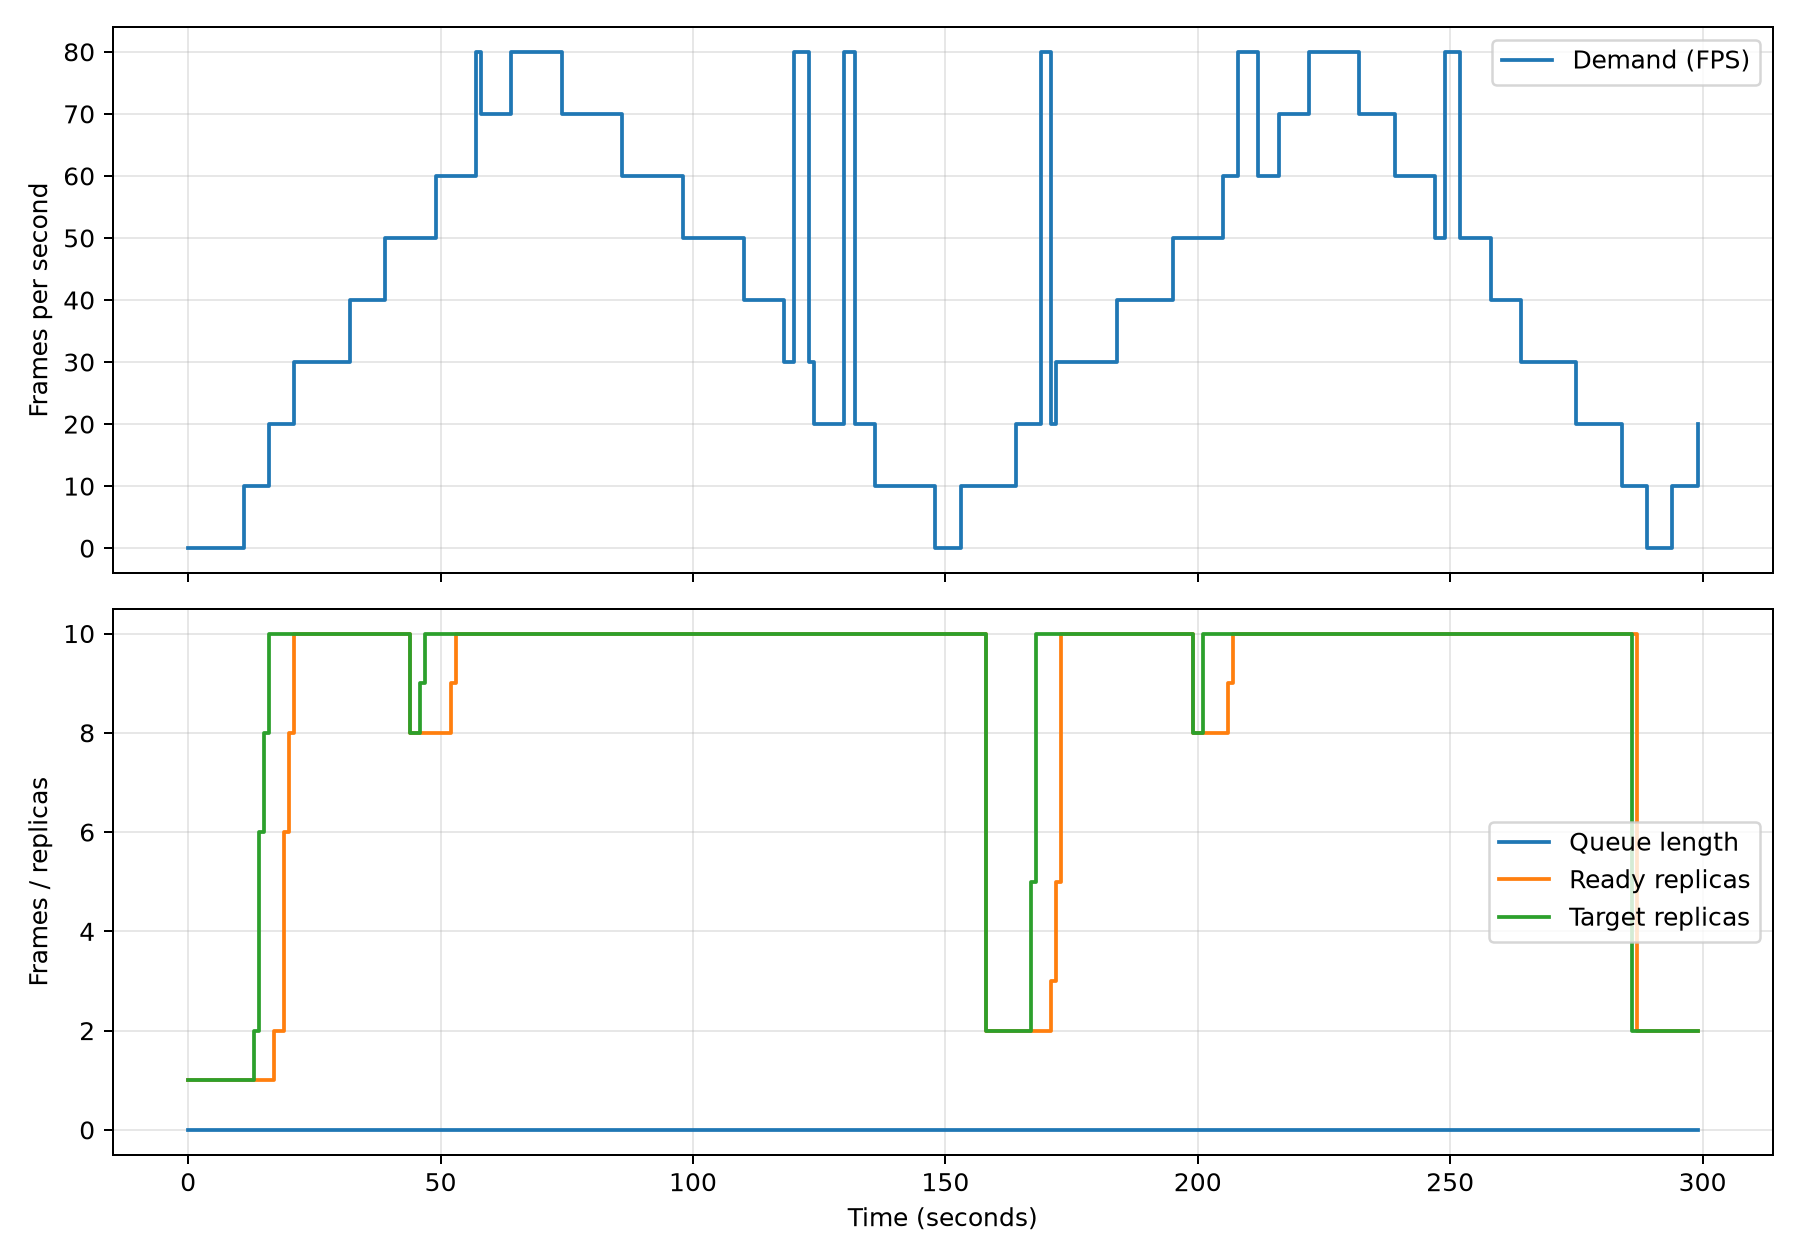 80
70
60
50
40
30
20
10
0
Frames per second
Demand (FPS)
10
8
6
4
2
0
Frames / replicas
Queue length
Ready replicas
Target replicas
0 50 100 150 200 250 300
Time (seconds)